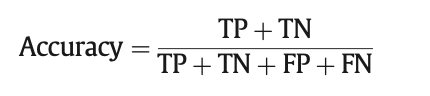 Accuracy = (TP + TN) / (TP + TN + FP + FN)